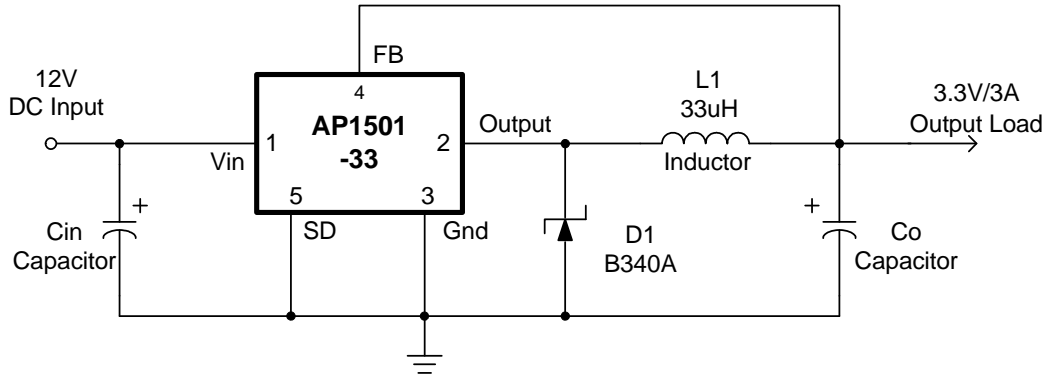 FB
12V
DC Input
4
L1
33uH
3.3V/3A
Output Load
AP1501
-33
1
2
Output
Vin
Inductor
5
3
SD
Gnd
+
Cin
Capacitor
D1
B340A
+
Co
Capacitor